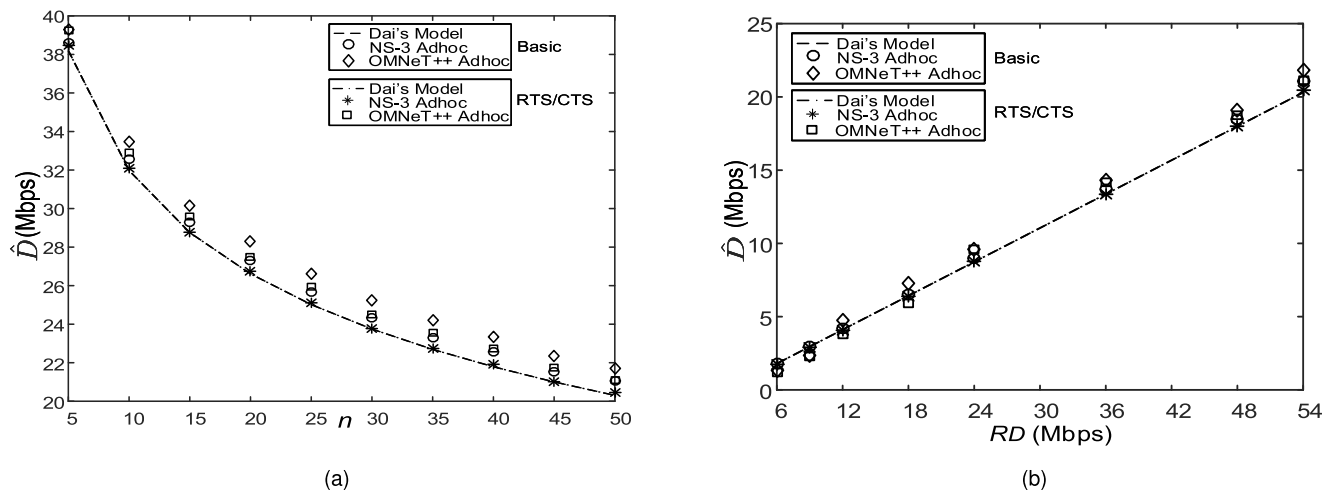 40
38
36
34
32
30
28
26
24
22
20
5
10
15
20
25
30
35
40
45
50
D̂ (Mbps)
n
Dai's Model
NS-3 Adhoc
OMNeT++ Adhoc
Basic
Dai's Model
NS-3 Adhoc
OMNeT++ Adhoc
RTS/CTS
(a)
25
20
15
10
5
0
6
12
18
24
30
36
42
48
54
D̂ (Mbps)
RD (Mbps)
Dai's Model
NS-3 Adhoc
OMNeT++ Adhoc
Basic
Dai's Model
NS-3 Adhoc
OMNeT++ Adhoc
RTS/CTS
(b)